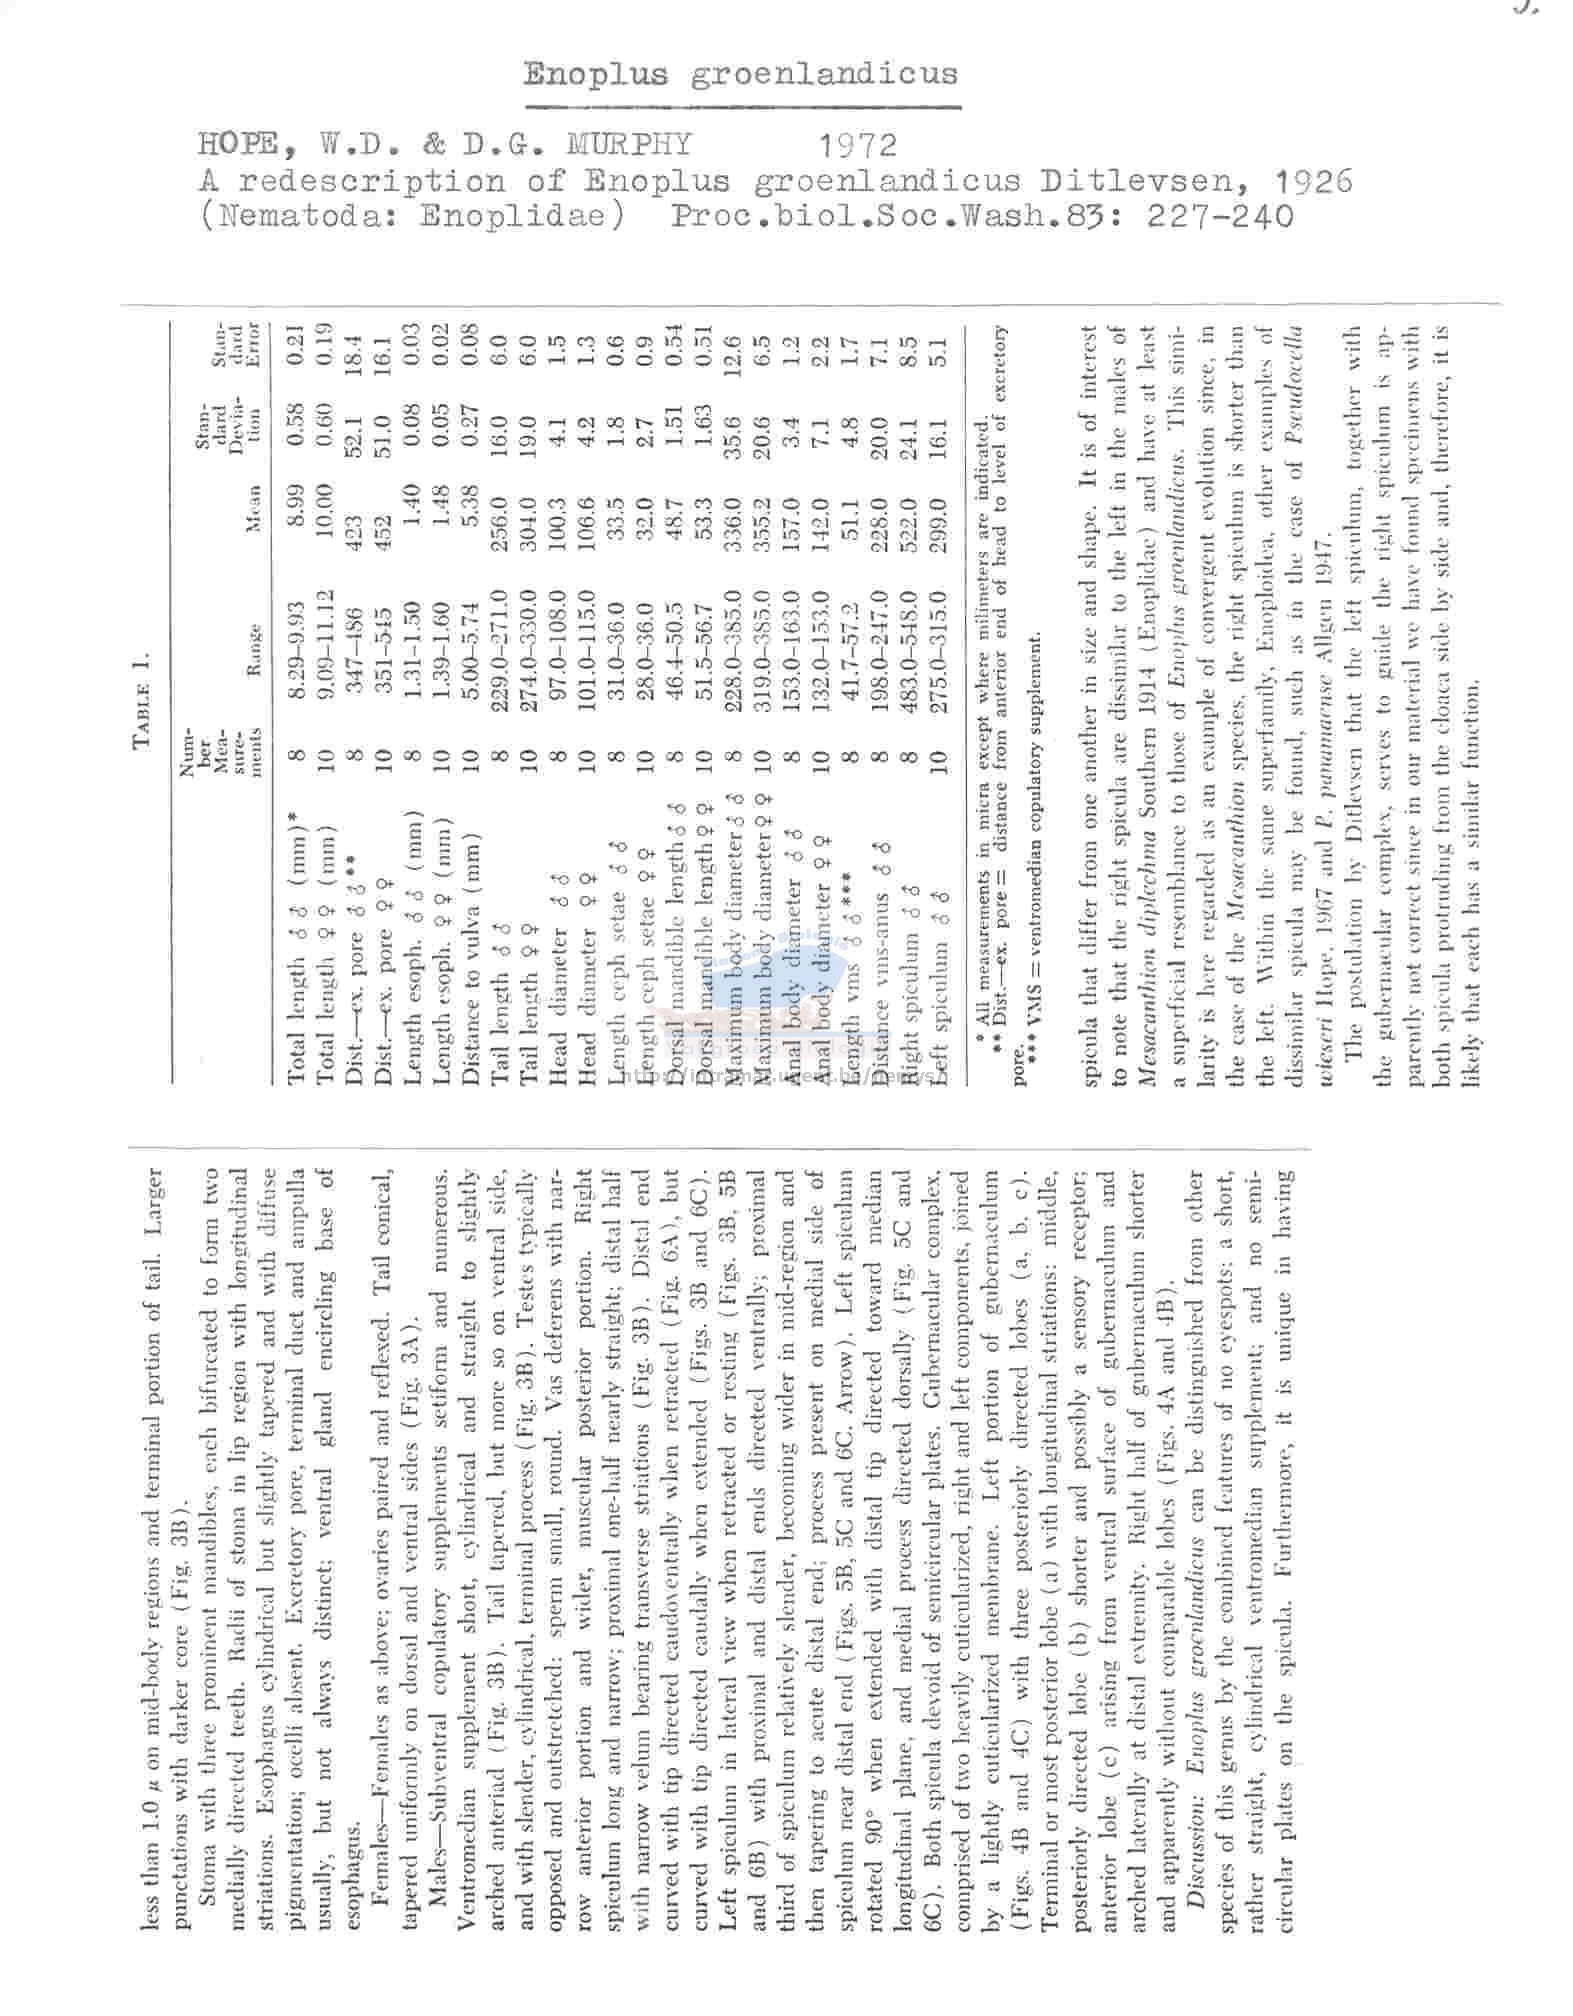 Enoplus groenlandicus
HOPE, W.D. & D.G. MURPHY 1972
A redescription of Enoplus groenlandicus Ditlevsen, 1926
(Nematoda: Enoplidae) Proc.biol.Soc.Wash.83: 227-240
less than 1.0 μ on mid-body regions and terminal portion of tail. Larger
punctations with darker core (Fig. 3B).
Stoma with three prominent mandibles, each bifurcated to form two
medially directed teeth. Radii of stoma in lip region with longitudinal
striations. Esophagus cylindrical but slightly tapered and with diffuse
pigmentation; ocelli absent. Excretory pore, terminal duct and ampulla
usually, but not always distinct; ventral gland encircling base of
esophagus.
Females—Females as above; ovaries paired and reflexed. Tail conical,
tapered uniformly on dorsal and ventral sides (Fig. 3A).
Males—Subventral copulatory supplements setiform and numerous.
Ventromedian supplement short, cylindrical and straight to slightly
arched anteriad (Fig. 3B). Tail tapered, but more so on ventral side,
and with slender, cylindrical, terminal process (Fig. 3B). Testes typically
opposed and outstretched; sperm small, round. Vas deferens with nar-
row anterior portion and wider, muscular posterior portion. Right
spiculum long and narrow; proximal one-half nearly straight; distal half
with narrow velum bearing transverse striations (Fig. 3B). Distal end
curved with tip directed caudoventrally when retracted (Fig. 6A), but
curved with tip directed caudally when extended (Figs. 3B and 6C).
Left spiculum in lateral view when retracted or resting (Figs. 3B, 5B
and 6B) with proximal and distal ends directed ventrally; proximal
third of spiculum relatively slender, becoming wider in mid-region and
then tapering to acute distal end; process present on medial side of
spiculum near distal end (Figs. 5B, 5C and 6C. Arrow). Left spiculum
rotated 90° when extended with distal tip directed toward median
longitudinal plane, and medial process directed dorsally (Fig. 5C and
6C). Both spicula devoid of semicircular plates. Gubernacular complex,
comprised of two heavily cuticularized, right and left components, joined
by a lightly cuticularized membrane. Left portion of gubernaculum
(Figs. 4B and 4C) with three posteriorly directed lobes (a, b, c).
Terminal or most posterior lobe (a) with longitudinal striations: middle,
posteriorly directed lobe (b) shorter and possibly a sensory receptor;
anterior lobe (c) arising from ventral surface of gubernaculum and
arched laterally at distal extremity. Right half of gubernaculum shorter
and apparently without comparable lobes (Figs. 4A and 4B).
Discussion: Enoplus groenlandicus can be distinguished from other
species of this genus by the combined features of no eyespots; a short,
rather straight, cylindrical ventromedian supplement; and no semi-
circular plates on the spicula. Furthermore, it is unique in having
TABLE 1.
Num-ber Mea-sure-ments Range Mean Stan-dard Devia-tion Stan-dard Error
Total length ♂♂ (mm)* 8 8.29–9.93 8.99 0.58 0.21
Total length ♀♀ (mm) 10 9.09–11.12 10.00 0.60 0.19
Dist.—ex. pore ♂♂** 8 347–486 423 52.1 18.4
Dist.—ex. pore ♀♀ 10 351–545 452 51.0 16.1
Length esoph. ♂♂ (mm) 8 1.31–1.50 1.40 0.08 0.03
Length esoph. ♀♀ (mm) 10 1.39–1.60 1.48 0.05 0.02
Distance to vulva (mm) 10 5.00–5.74 5.38 0.27 0.08
Tail length ♂♂ 8 229.0–271.0 256.0 16.0 6.0
Tail length ♀♀ 10 274.0–330.0 304.0 19.0 6.0
Head diameter ♂♂ 8 97.0–108.0 100.3 4.1 1.5
Head diameter ♀♀ 10 101.0–115.0 106.6 4.2 1.3
Length ceph setae ♂♂ 8 31.0–36.0 33.5 1.8 0.6
Length ceph setae ♀♀ 10 28.0–36.0 32.0 2.7 0.9
Dorsal mandible length ♂♂ 8 46.4–50.5 48.7 1.51 0.54
Dorsal mandible length ♀♀ 10 51.5–56.7 53.3 1.63 0.51
Maximum body diameter ♂♂ 8 228.0–385.0 336.0 35.6 12.6
Maximum body diameter ♀♀ 10 319.0–385.0 355.2 20.6 6.5
Anal body diameter ♂♂ 8 153.0–163.0 157.0 3.4 1.2
Anal body diameter ♀♀ 10 132.0–153.0 142.0 7.1 2.2
Length vms ♂♂*** 8 41.7–57.2 51.1 4.8 1.7
Distance vms-anus ♂♂ 8 198.0–247.0 228.0 20.0 7.1
Right spiculum ♂♂ 8 483.0–548.0 522.0 24.1 8.5
Left spiculum ♂♂ 10 275.0–315.0 299.0 16.1 5.1
* All measurements in micra except where milimeters are indicated.
** Dist.—ex. pore = distance from anterior end of head to level of excretory
pore.
*** VMS = ventromedian copulatory supplement.
spicula that differ from one another in size and shape. It is of interest
to note that the right spicula are dissimilar to the left in the males of
Mesacanthion diplechma Southern 1914 (Enoplidae) and have at least
a superficial resemblance to those of Enoplus groenlandicus. This simi-
larity is here regarded as an example of convergent evolution since, in
the case of the Mesacanthion species, the right spiculum is shorter than
the left. Within the same superfamily, Enoploidea, other examples of
dissimilar spicula may be found, such as in the case of Pseudocella
wieseri Hope, 1967 and P. panamaense Allgen 1947.
The postulation by Ditlevsen that the left spiculum, together with
the gubernacular complex, serves to guide the right spiculum is ap-
parently not correct since in our material we have found specimens with
both spicula protruding from the cloaca side by side and, therefore, it is
likely that each has a similar function.